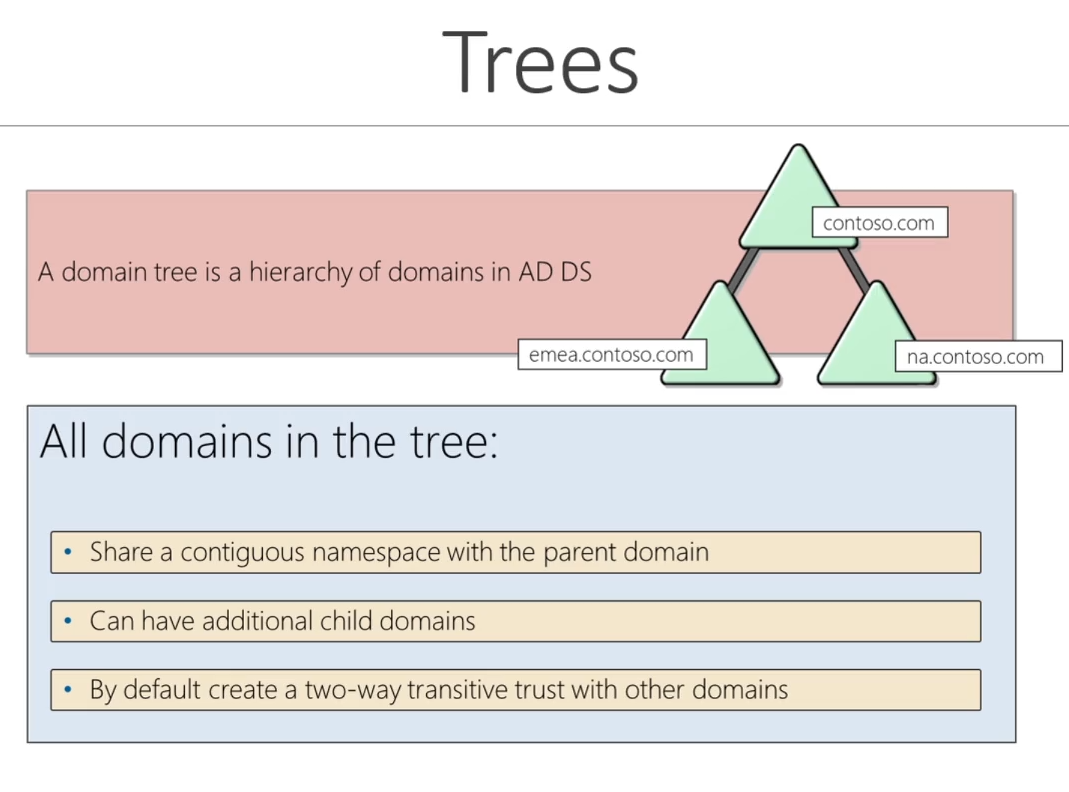 Trees
A domain tree is a hierarchy of domains in AD DS
contoso.com
emea.contoso.com
na.contoso.com
All domains in the tree:
• Share a contiguous namespace with the parent domain
• Can have additional child domains
• By default create a two-way transitive trust with other domains